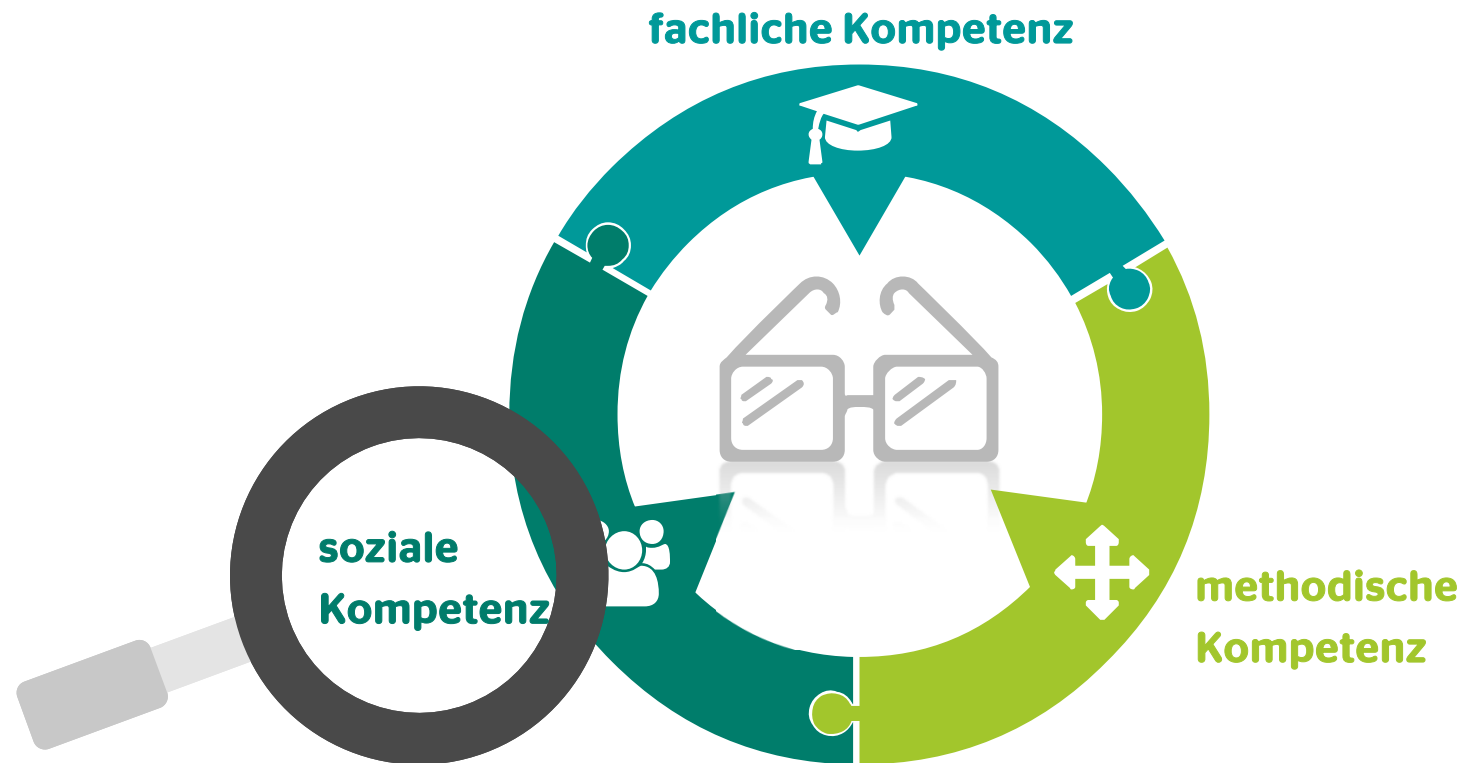 fachliche Kompetenz
soziale
Kompetenz
methodische
Kompetenz